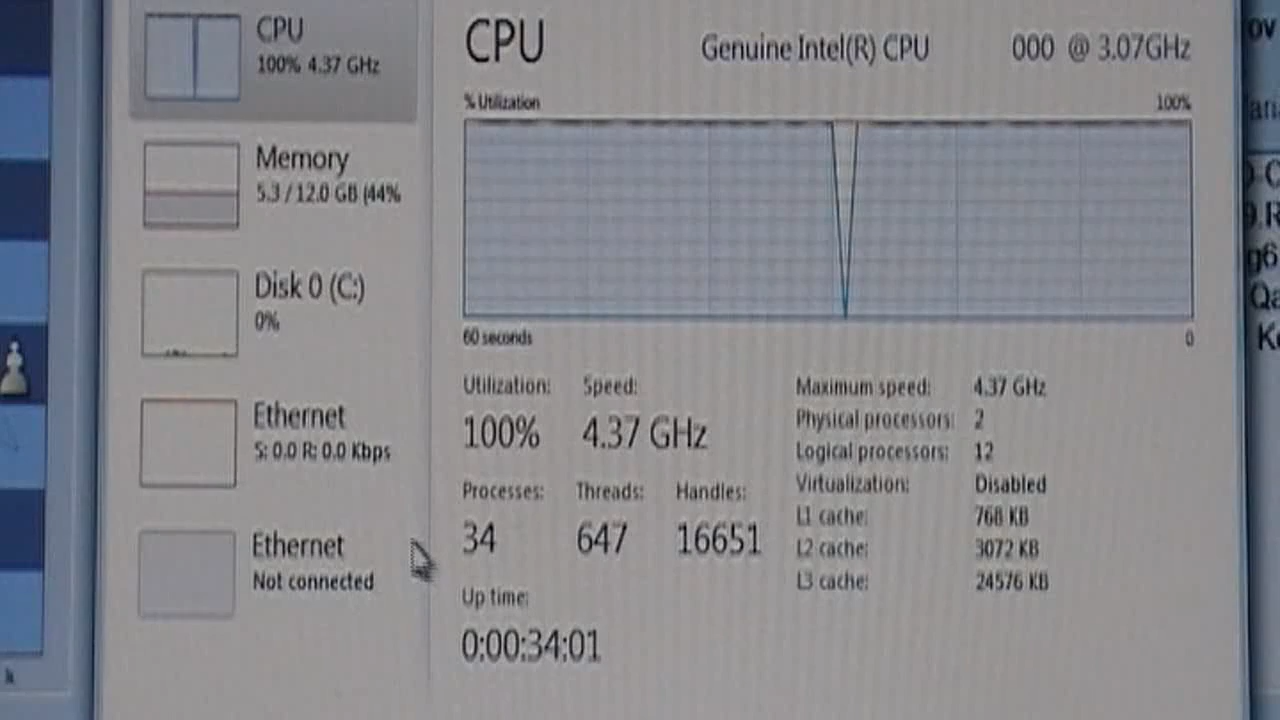 CPU
100% 4.37 GHz
Memory
5.3 / 12.0 GB (44%
Disk 0 (C:)
0%
Ethernet
S: 0.0 R: 0.0 Kbps
Ethernet
Not connected
CPU
Genuine Intel(R) CPU 000 @ 3.07GHz
% Utilization 100%
60 seconds 0
Utilization: Speed:
100% 4.37 GHz
Processes: Threads: Handles:
34 647 16651
Up time:
0:00:34:01
Maximum speed: 4.37 GHz
Physical processors: 2
Logical processors: 12
Virtualization: Disabled
L1 cache: 768 KB
L2 cache: 3072 KB
L3 cache: 24576 KB
ov
9.R
g6